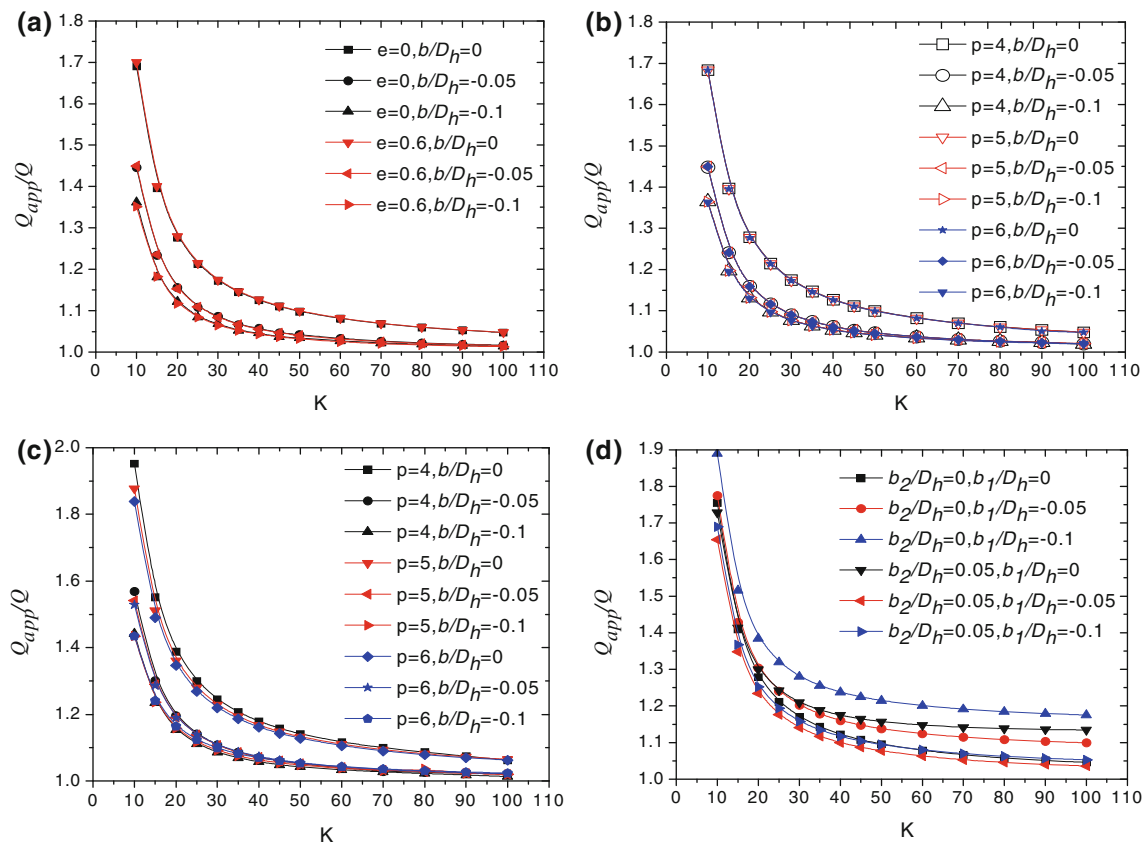 (a)
1.8
1.7
1.6
1.5
1.4
1.3
1.2
1.1
1.0
Q_app/Q
0 10 20 30 40 50 60 70 80 90 100 110
K
e=0,b/D_h=0
e=0,b/D_h=-0.05
e=0,b/D_h=-0.1
e=0.6,b/D_h=0
e=0.6,b/D_h=-0.05
e=0.6,b/D_h=-0.1
(b)
1.8
1.7
1.6
1.5
1.4
1.3
1.2
1.1
1.0
Q_app/Q
0 10 20 30 40 50 60 70 80 90 100 110
K
p=4,b/D_h=0
p=4,b/D_h=-0.05
p=4,b/D_h=-0.1
p=5,b/D_h=0
p=5,b/D_h=-0.05
p=5,b/D_h=-0.1
p=6,b/D_h=0
p=6,b/D_h=-0.05
p=6,b/D_h=-0.1
(c)
2.0
1.8
1.6
1.4
1.2
1.0
Q_app/Q
0 10 20 30 40 50 60 70 80 90 100 110
K
p=4,b/D_h=0
p=4,b/D_h=-0.05
p=4,b/D_h=-0.1
p=5,b/D_h=0
p=5,b/D_h=-0.05
p=5,b/D_h=-0.1
p=6,b/D_h=0
p=6,b/D_h=-0.05
p=6,b/D_h=-0.1
(d)
1.9
1.8
1.7
1.6
1.5
1.4
1.3
1.2
1.1
1.0
Q_app/Q
0 10 20 30 40 50 60 70 80 90 100 110
K
b_2/D_h=0,b_1/D_h=0
b_2/D_h=0,b_1/D_h=-0.05
b_2/D_h=0,b_1/D_h=-0.1
b_2/D_h=0.05,b_1/D_h=0
b_2/D_h=0.05,b_1/D_h=-0.05
b_2/D_h=0.05,b_1/D_h=-0.1